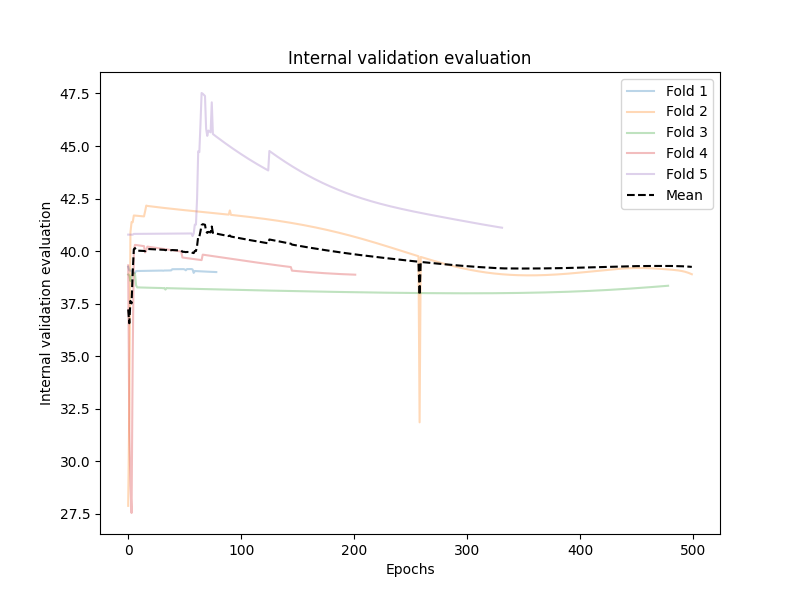 Internal validation evaluation
Internal validation evaluation
47.5
45.0
42.5
40.0
37.5
35.0
32.5
30.0
27.5
0
100
200
300
400
500
Epochs
Fold 1
Fold 2
Fold 3
Fold 4
Fold 5
Mean